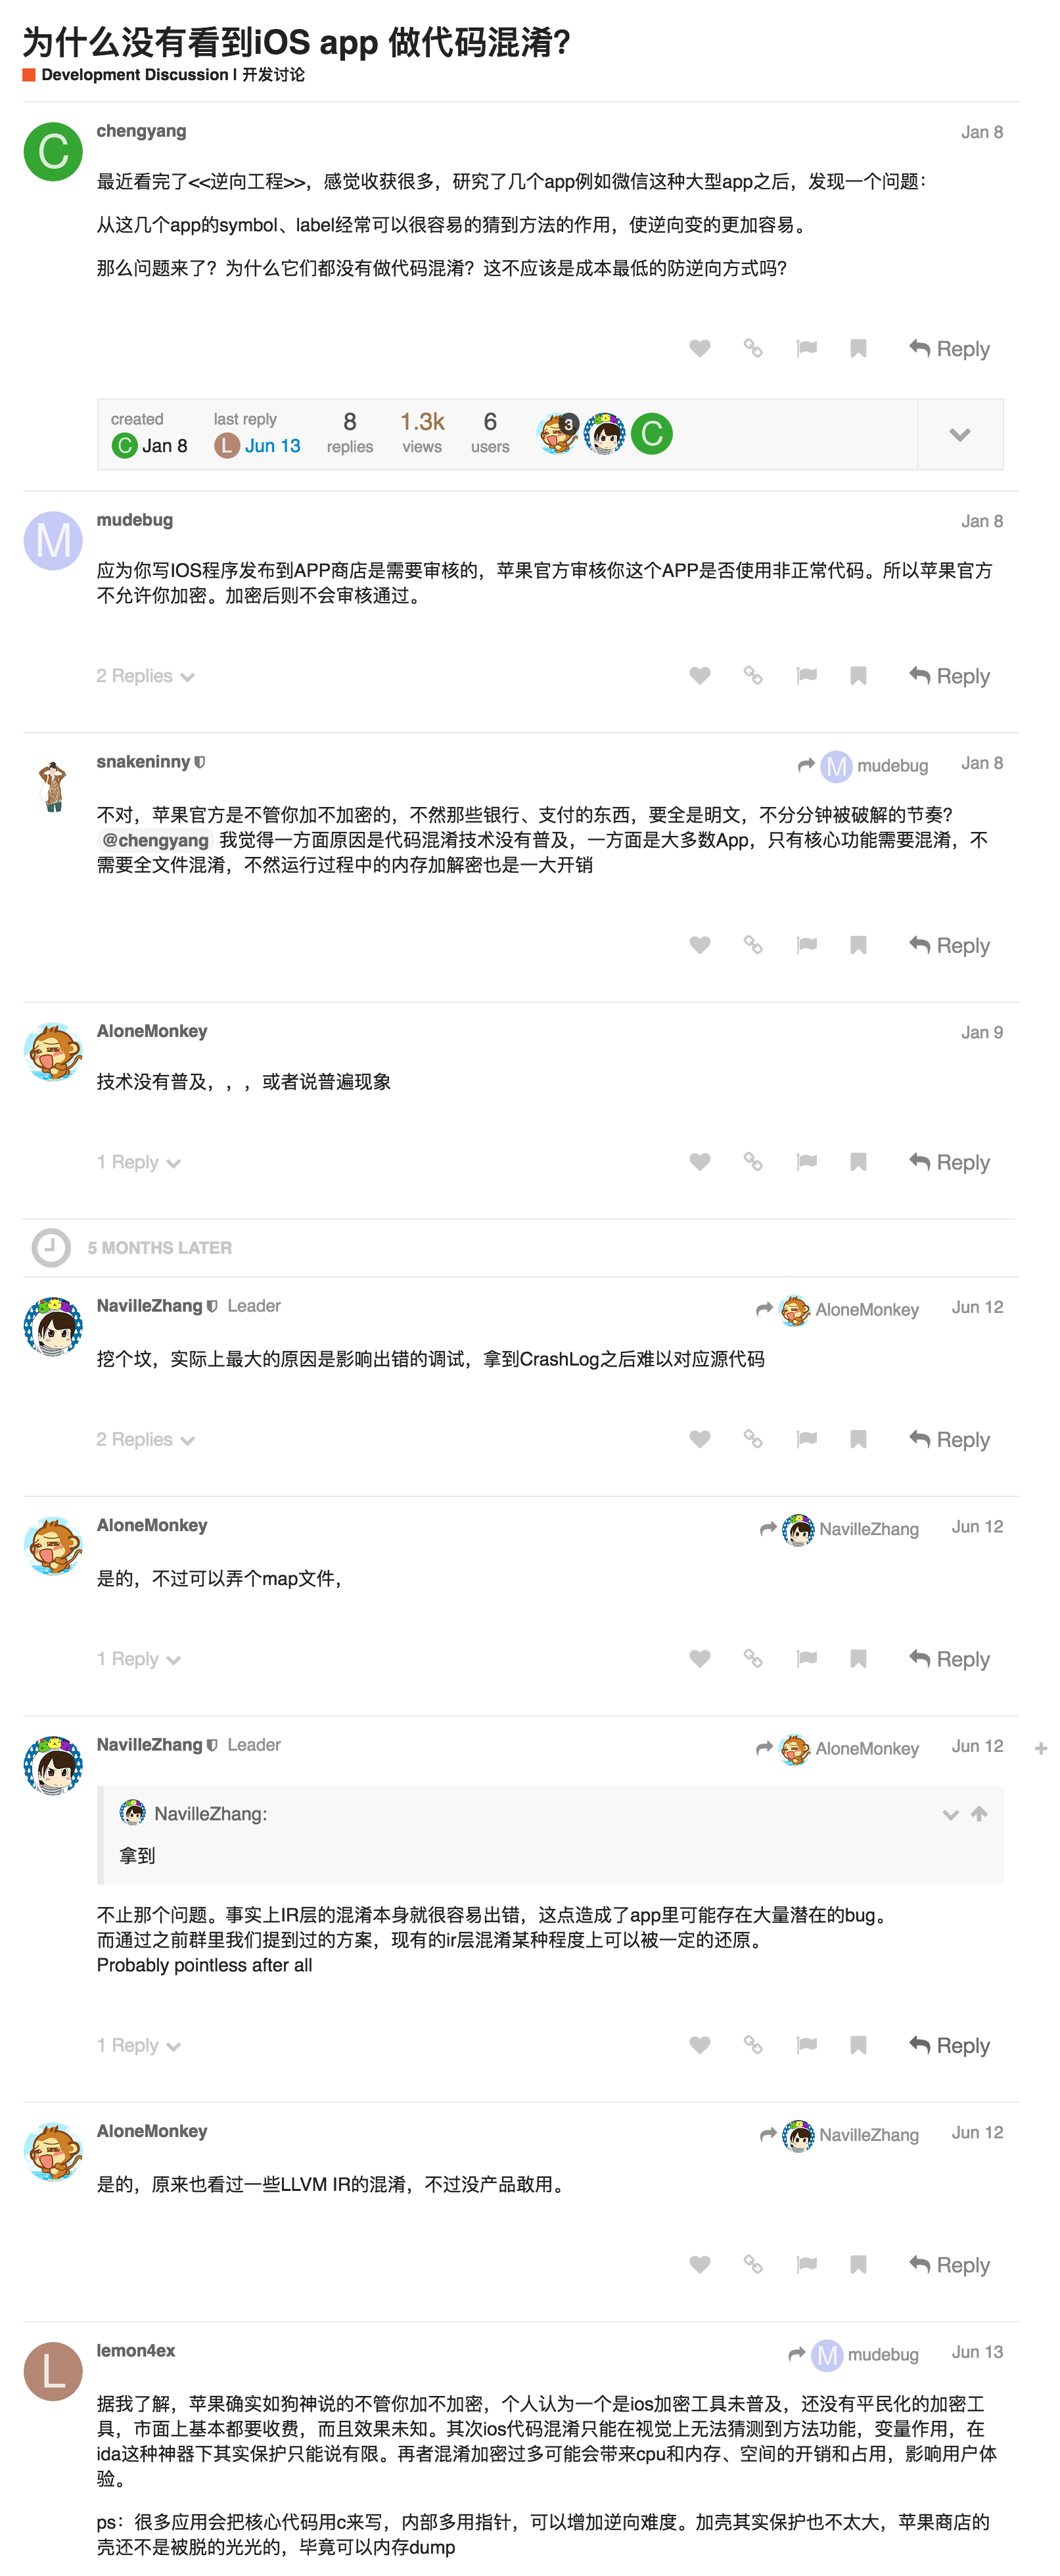 为什么没有看到iOS app 做代码混淆？
Development Discussion | 开发讨论
C
chengyang
Jan 8
最近看完了<<逆向工程>>，感觉收获很多，研究了几个app例如微信这种大型app之后，发现一个问题：
从这几个app的symbol、label经常可以很容易的猜到方法的作用，使逆向变的更加容易。
那么问题来了？为什么它们都没有做代码混淆？这不应该是成本最低的防逆向方式吗？
Reply
created
last reply
8
1.3k
6
3
C
C Jan 8
L Jun 13
replies
views
users
M
mudebug
Jan 8
应为你写IOS程序发布到APP商店是需要审核的，苹果官方审核你这个APP是否使用非正常代码。所以苹果官方
不允许你加密。加密后则不会审核通过。
2 Replies
Reply
snakeninny
M mudebug
Jan 8
不对，苹果官方是不管你加不加密的，不然那些银行、支付的东西，要全是明文，不分分钟被破解的节奏？
@chengyang 我觉得一方面原因是代码混淆技术没有普及，一方面是大多数App，只有核心功能需要混淆，不
需要全文件混淆，不然运行过程中的内存加解密也是一大开销
Reply
AloneMonkey
Jan 9
技术没有普及，，，或者说普遍现象
1 Reply
Reply
5 MONTHS LATER
NavilleZhang Leader
AloneMonkey
Jun 12
挖个坟，实际上最大的原因是影响出错的调试，拿到CrashLog之后难以对应源代码
2 Replies
Reply
AloneMonkey
NavilleZhang
Jun 12
是的，不过可以弄个map文件，
1 Reply
Reply
NavilleZhang Leader
AloneMonkey
Jun 12
NavilleZhang:
拿到
不止那个问题。事实上IR层的混淆本身就很容易出错，这点造成了app里可能存在大量潜在的bug。
而通过之前群里我们提到过的方案，现有的ir层混淆某种程度上可以被一定的还原。
Probably pointless after all
1 Reply
Reply
AloneMonkey
NavilleZhang
Jun 12
是的，原来也看过一些LLVM IR的混淆，不过没产品敢用。
Reply
L
lemon4ex
M mudebug
Jun 13
据我了解，苹果确实如狗神说的不管你加不加密，个人认为一个是ios加密工具未普及，还没有平民化的加密工
具，市面上基本都要收费，而且效果未知。其次ios代码混淆只能在视觉上无法猜测到方法功能，变量作用，在
ida这种神器下其实保护只能说有限。再者混淆加密过多可能会带来cpu和内存、空间的开销和占用，影响用户体
验。
ps：很多应用会把核心代码用c来写，内部多用指针，可以增加逆向难度。加壳其实保护也不太大，苹果商店的
壳还不是被脱的光光的，毕竟可以内存dump